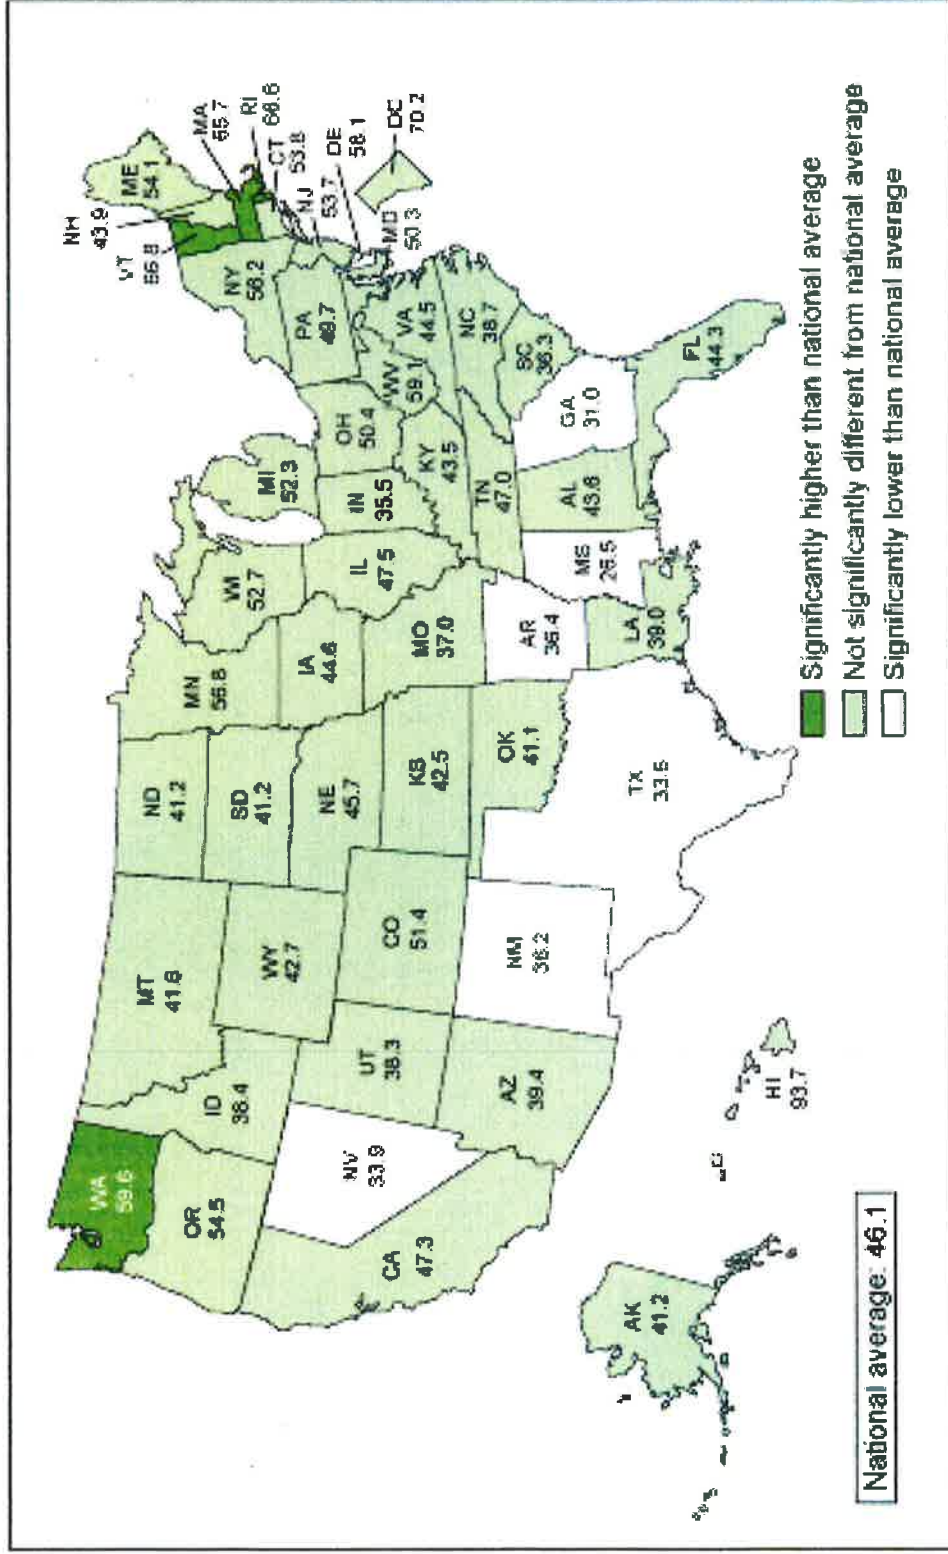 WA
59.6
OR
54.5
CA
47.3
NV
33.9
ID
38.4
MT
41.8
WY
42.7
UT
38.3
AZ
39.4
CO
51.4
NM
36.2
ND
41.2
SD
41.2
NE
45.7
KS
42.5
OK
41.1
TX
33.5
MN
56.8
IA
44.6
MO
37.0
AR
36.4
LA
39.0
WI
52.7
IL
47.5
MS
26.5
MI
52.3
IN
35.5
KY
43.5
TN
47.0
AL
43.6
OH
50.4
WV
59.1
GA
31.0
FL
44.3
SC
36.3
NC
38.7
VA
44.5
PA
49.7
NY
56.2
VT
NH
43.9
ME
54.1
MA
RI
CT
53.8
NJ
53.7
DE
58.1
MD
50.3
DC
70.2
AK
41.2
HI
93.7
National average: 46.1
Significantly higher than national average
Not significantly different from national average
Significantly lower than national average